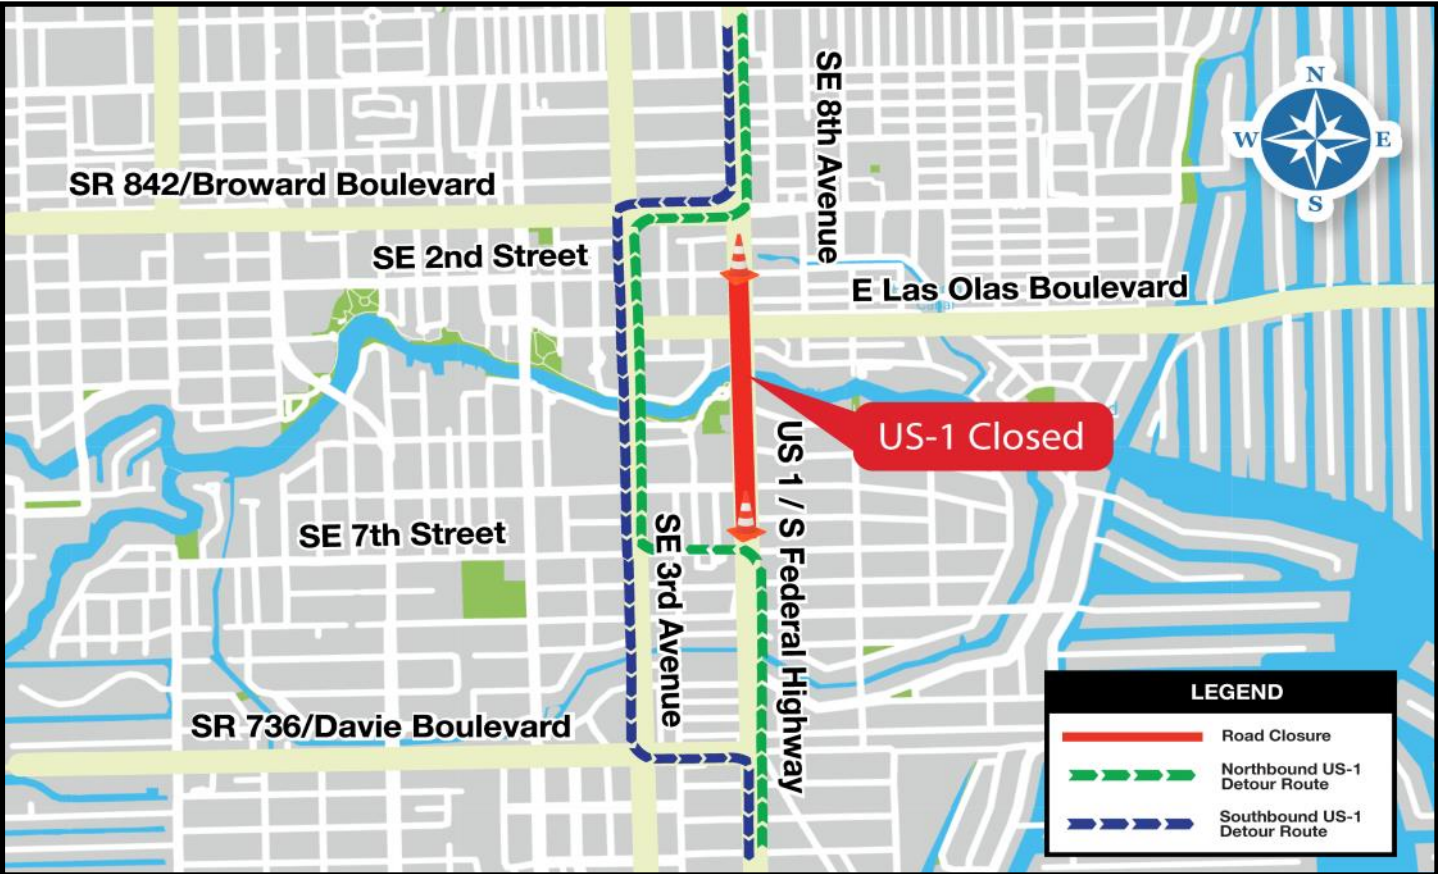 SE 8th Avenue
N
W
E
S
SR 842/Broward Boulevard
SE 2nd Street
E Las Olas Boulevard
US-1 Closed
US 1 / S Federal Highway
SE 7th Street
SE 3rd Avenue
SR 736/Davie Boulevard
LEGEND
Road Closure
Northbound US-1
Detour Route
Southbound US-1
Detour Route